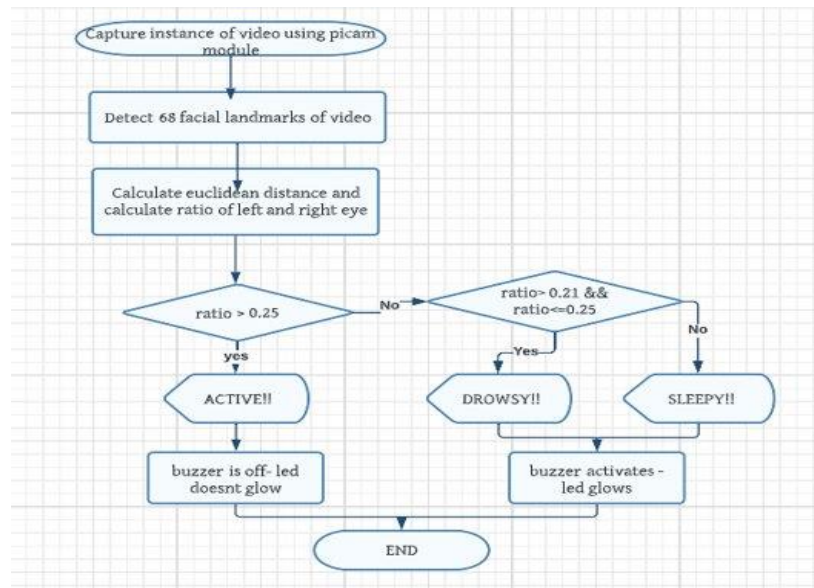 Capture instance of video using picam
module
Detect 68 facial landmarks of video
Calculate euclidean distance and
calculate ratio of left and right eye
ratio > 0.25
No
ratio> 0.21 &&
ratio<=0.25
yes
Yes
No
ACTIVE!!
DROWSY!!
SLEEPY!!
buzzer is off- led
doesnt glow
buzzer activates -
led glows
END